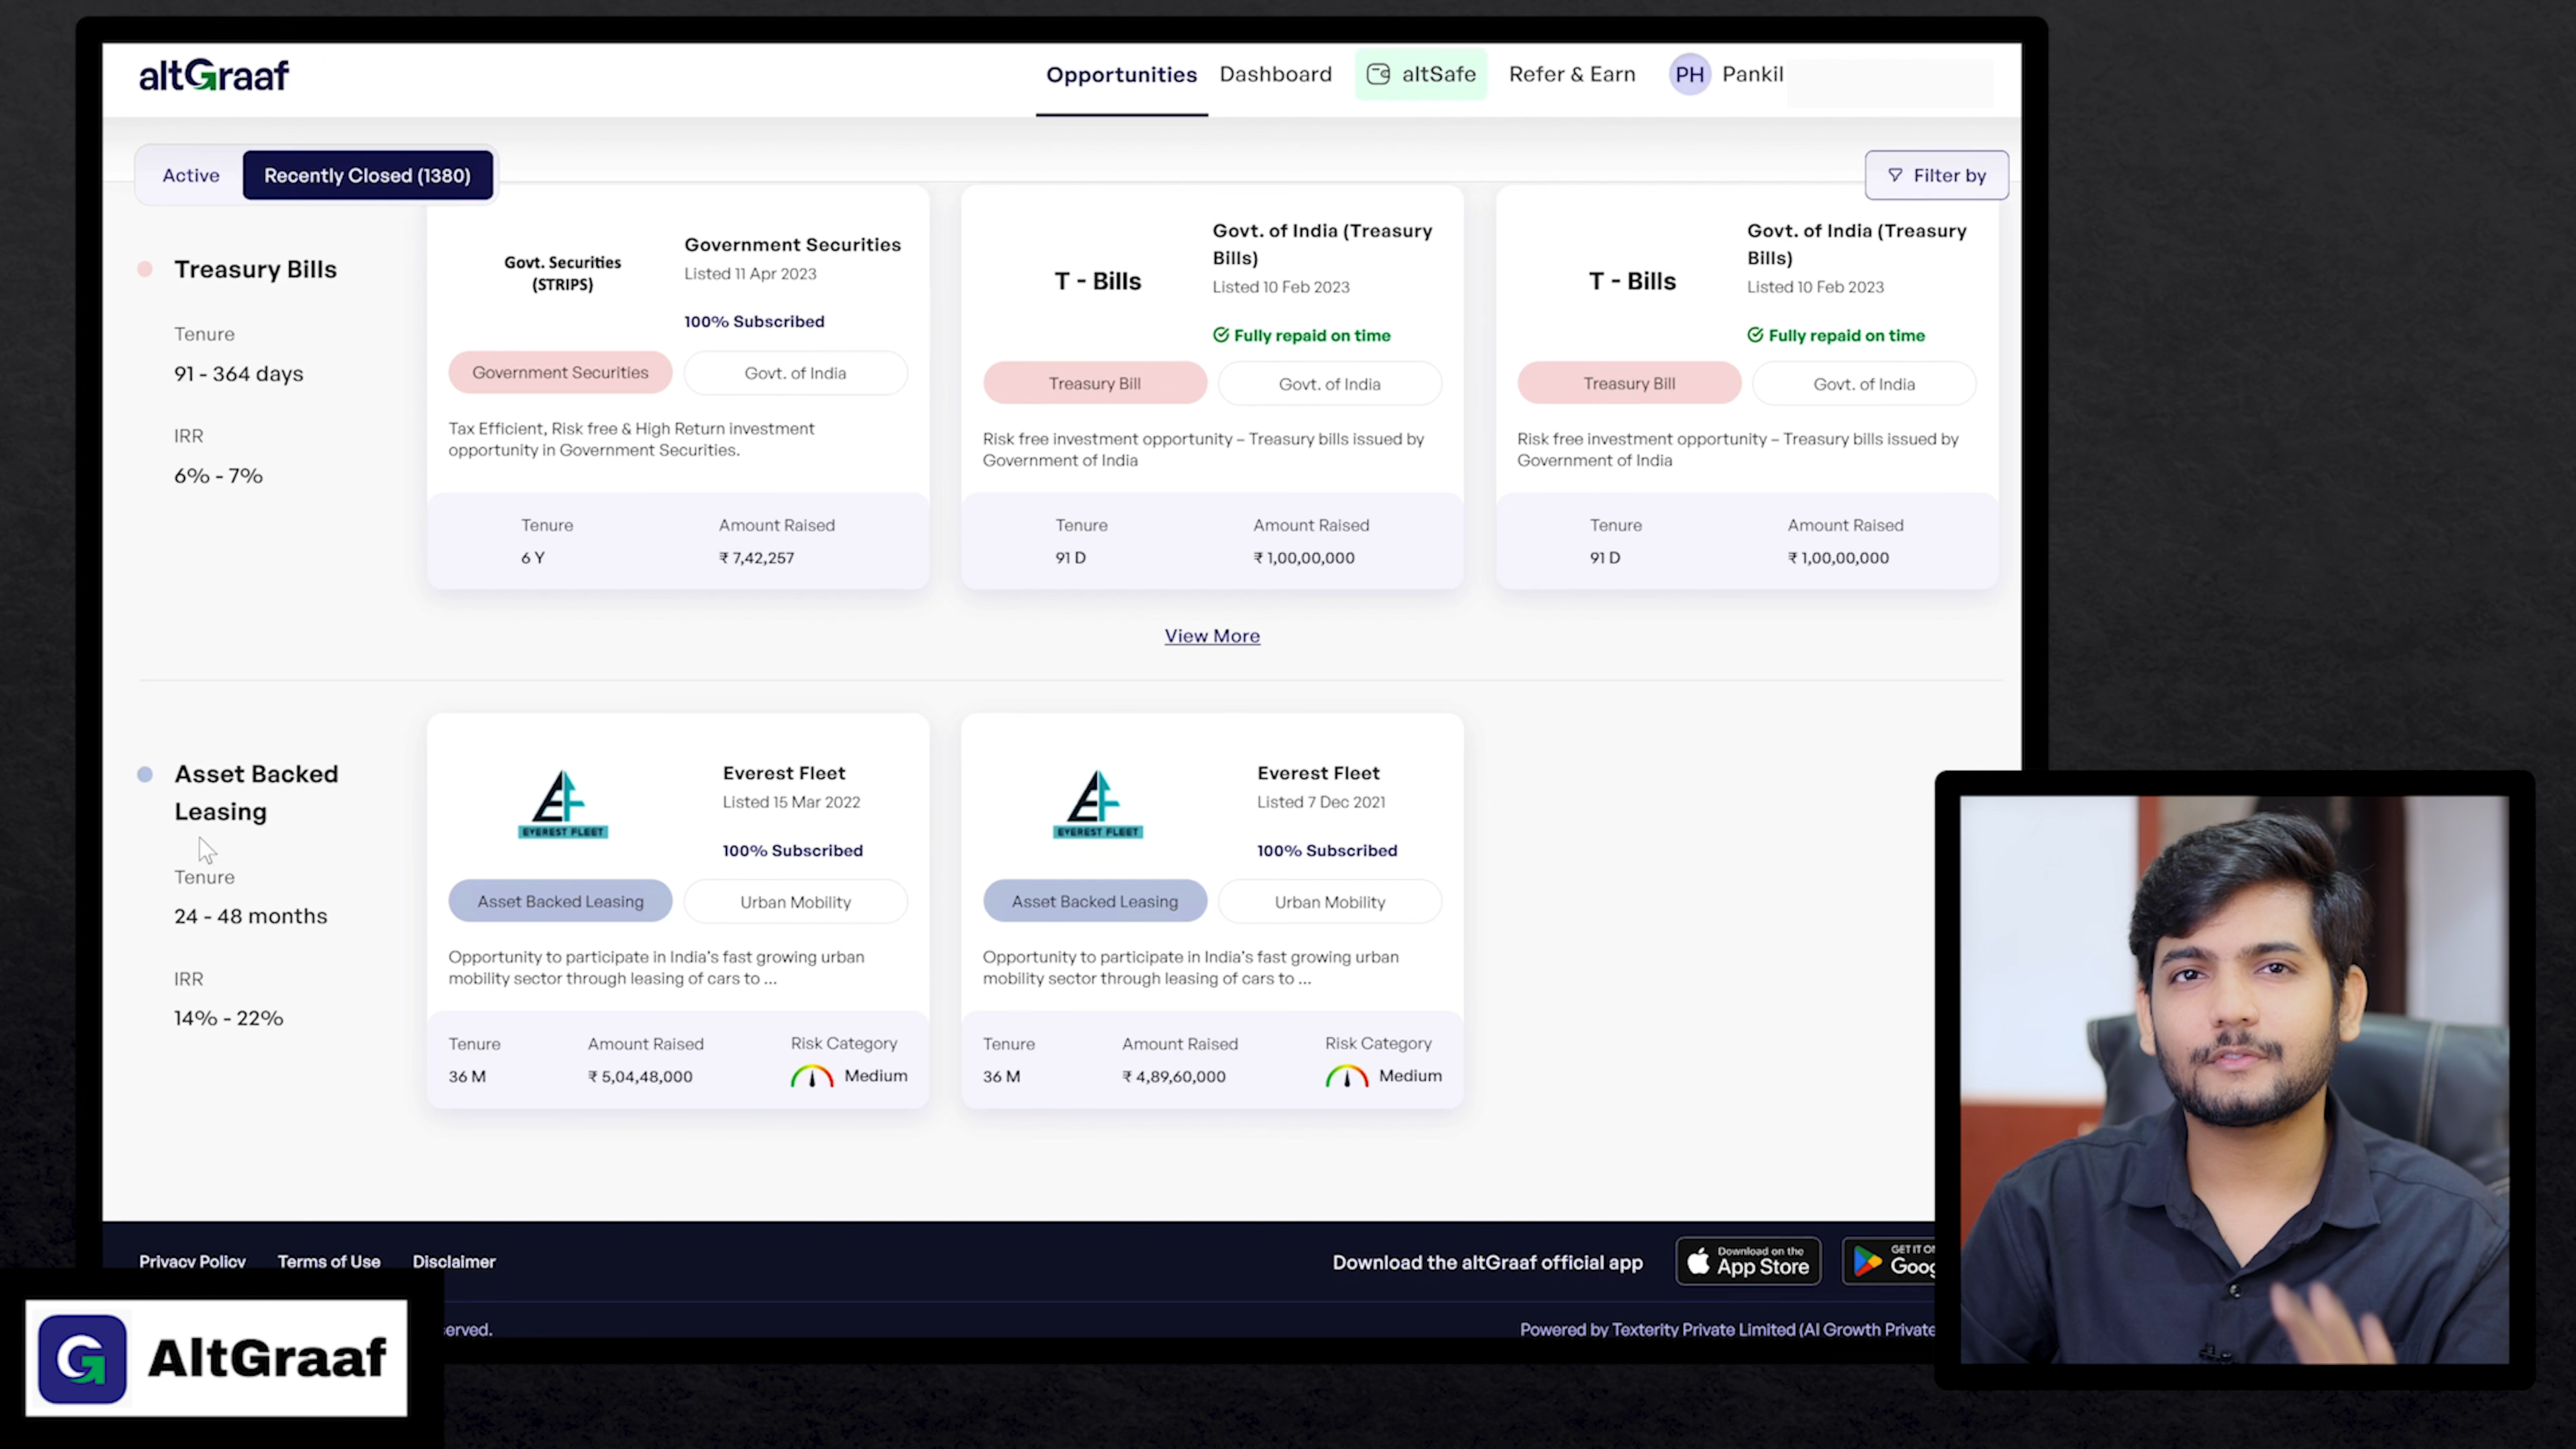 altGraaf
Opportunities
Dashboard
altSafe
Refer & Earn
PH
Pankil
Active
Recently Closed (1380)
Filter by
Treasury Bills
Tenure
91 - 364 days
IRR
6% - 7%
Govt. Securities
(STRIPS)
Government Securities
Listed 11 Apr 2023
100% Subscribed
Government Securities
Govt. of India
Tax Efficient, Risk free & High Return investment
opportunity in Government Securities.
Tenure
Amount Raised
6 Y
₹ 7,42,257
T - Bills
Govt. of India (Treasury
Bills)
Listed 10 Feb 2023
Fully repaid on time
Treasury Bill
Govt. of India
Risk free investment opportunity – Treasury bills issued by
Government of India
Tenure
Amount Raised
91 D
₹ 1,00,00,000
T - Bills
Govt. of India (Treasury
Bills)
Listed 10 Feb 2023
Fully repaid on time
Treasury Bill
Govt. of India
Risk free investment opportunity – Treasury bills issued by
Government of India
Tenure
Amount Raised
91 D
₹ 1,00,00,000
View More
Asset Backed
Leasing
Tenure
24 - 48 months
IRR
14% - 22%
EVEREST FLEET
Everest Fleet
Listed 15 Mar 2022
100% Subscribed
Asset Backed Leasing
Urban Mobility
Opportunity to participate in India's fast growing urban
mobility sector through leasing of cars to ...
Tenure
Amount Raised
Risk Category
36 M
₹ 5,04,48,000
Medium
EVEREST FLEET
Everest Fleet
Listed 7 Dec 2021
100% Subscribed
Asset Backed Leasing
Urban Mobility
Opportunity to participate in India's fast growing urban
mobility sector through leasing of cars to ...
Tenure
Amount Raised
Risk Category
36 M
₹ 4,89,60,000
Medium
Privacy Policy
Terms of Use
Disclaimer
Download the altGraaf official app
Download on the
App Store
GET IT ON
Goog
erved.
Powered by Texterity Private Limited (AI Growth Private
AltGraaf